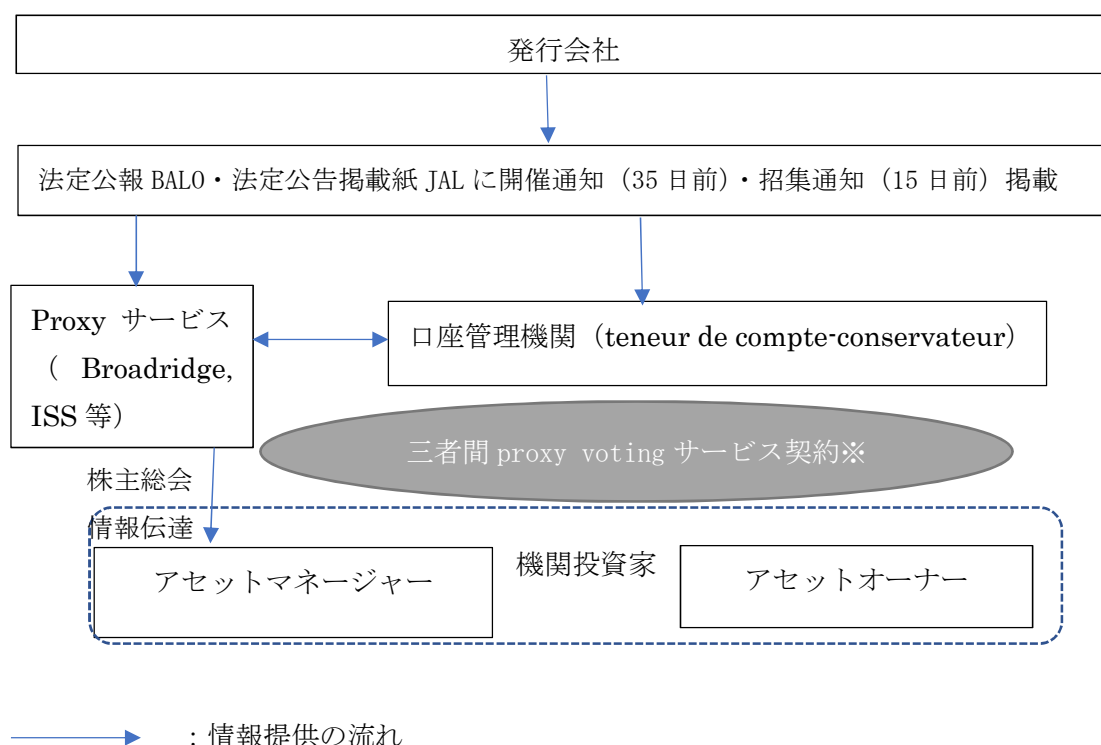 発行会社
法定公報 BALO・法定公告掲載紙 JAL に開催通知（35 日前）・招集通知（15 日前）掲載
Proxy サービス
（ Broadridge,
ISS 等）
口座管理機関（teneur de compte-conservateur）
三者間 proxy voting サービス契約※
株主総会
情報伝達
アセットマネージャー
機関投資家
アセットオーナー
：情報提供の流れ